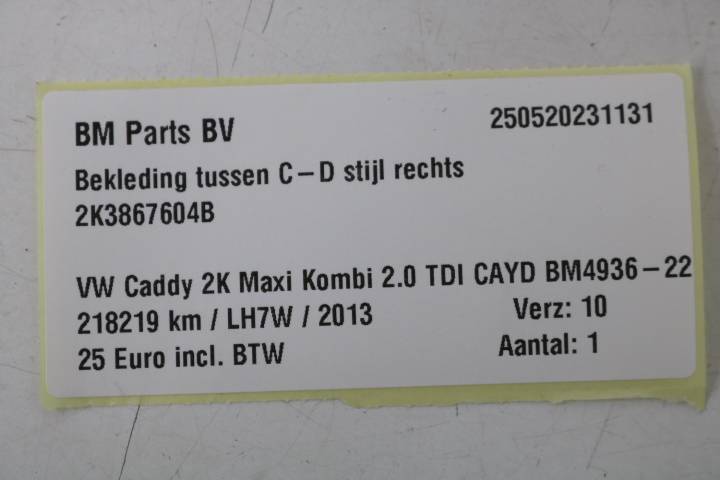 BM Parts BV 250520231131
Bekleding tussen C-D stijl rechts
2K3867604B
VW Caddy 2K Maxi Kombi 2.0 TDI CAYD BM4936-22
218219 km / LH7W / 2013 Verz: 10
25 Euro incl. BTW Aantal: 1